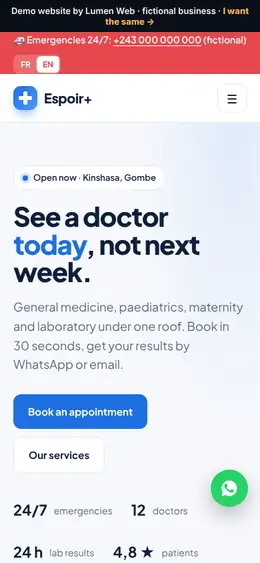 Demo website by Lumen Web · fictional business · I want
the same →
🚑 Emergencies 24/7: +243 000 000 000 (fictional)
FR EN
Espoir+
Open now · Kinshasa, Gombe
See a doctor
today, not next
week.
General medicine, paediatrics, maternity
and laboratory under one roof. Book in
30 seconds, get your results by
WhatsApp or email.
Book an appointment
Our services
24/7 emergencies 12 doctors
24 h lab results 4,8 ★ patients